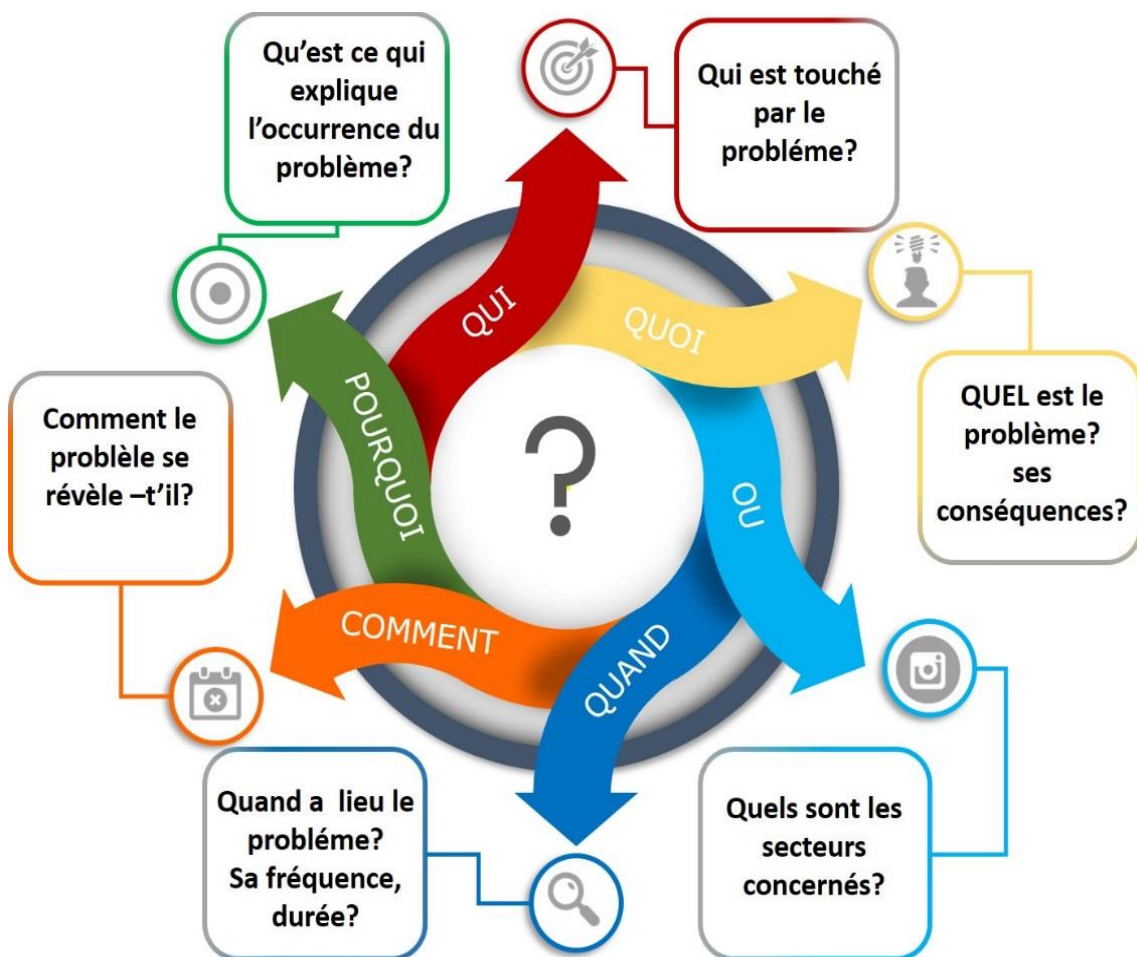 Qu'est ce qui
explique
l'occurrence du
problème?
Qui est touché
par le
probléme?
QUI
QUOI
POURQUOI
Comment le
problèle se
révèle –t'il?
QUEL est le
problème?
ses
conséquences?
?
OU
COMMENT
QUAND
Quand a lieu le
probléme?
Sa fréquence,
durée?
Quels sont les
secteurs
concernés?